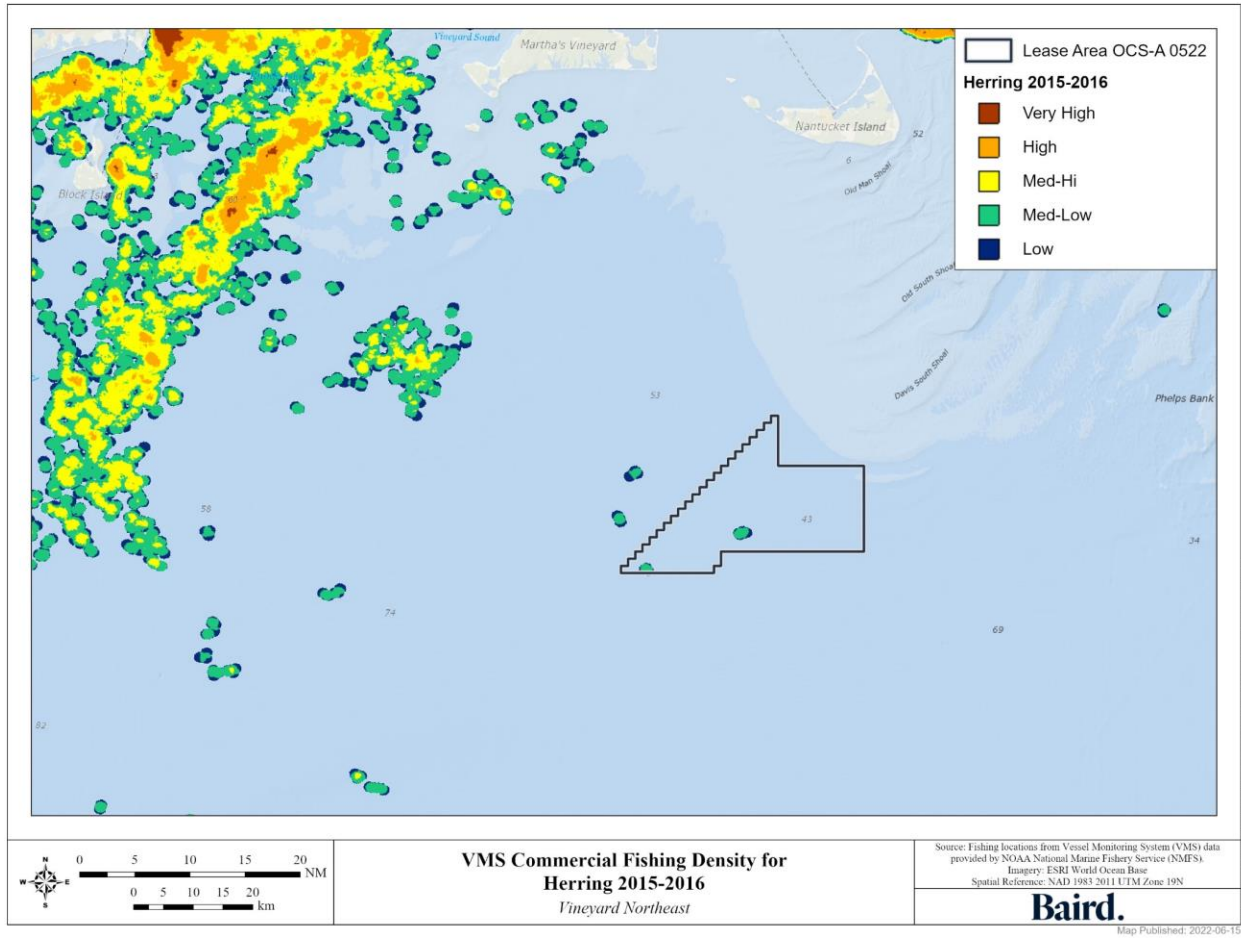 Vineyard Sound
Martha's Vineyard
Nantucket Island
52
6
Old Man Shoal
Block Island
Old South Shoal
Davis South Shoal
Phelps Bank
53
58
43
34
74
69
82
Lease Area OCS-A 0522
Herring 2015-2016
Very High
High
Med-Hi
Med-Low
Low
N
W
E
S
0 5 10 15 20
NM
0 5 10 15 20
km
VMS Commercial Fishing Density for
Herring 2015-2016
Vineyard Northeast
Source: Fishing locations from Vessel Monitoring System (VMS) data
provided by NOAA National Marine Fishery Service (NMFS).
Imagery: ESRI World Ocean Base
Spatial Reference: NAD 1983 2011 UTM Zone 19N
Baird.
Map Published: 2022-06-15